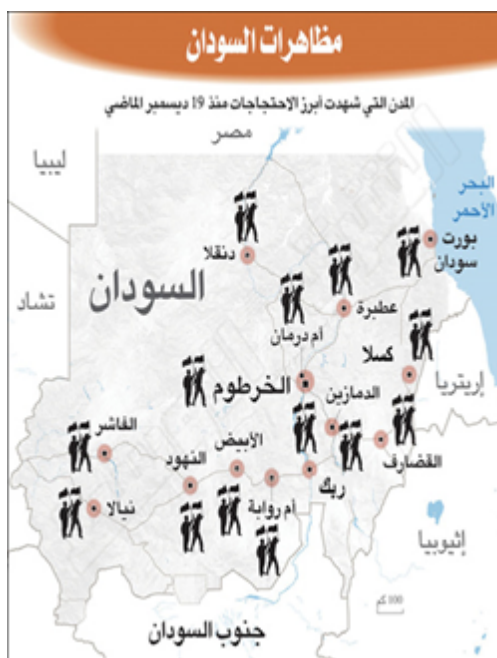 مظاهرات السودان
المدن التي شهدت أبرز الاحتجاجات منذ 19 ديسمبر الماضي
مصر
ليبيا
البحر
الأحمر
بورت
سودان
دنقلا
السودان
تشاد
عطبرة
أم درمان
كسلا
الخرطوم
إريتريا
الدمازين
الفاشر
الأبيض
القضارف
النهود
ربك
نيالا
أم روابة
إثيوبيا
100 كم
جنوب السودان